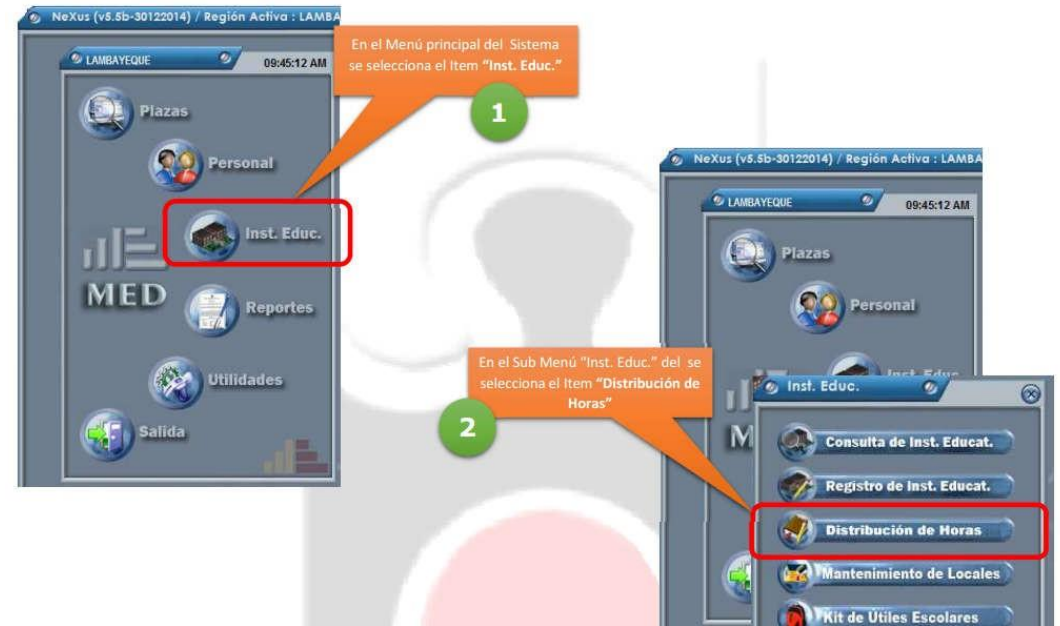 NeXus (v5.5b-30122014) / Región Activa : LAMBA
LAMBAYEQUE
09:45:12 AM
Plazas
Personal
Inst. Educ.
MED
Reportes
Utilidades
Salida
En el Menú principal del Sistema
se selecciona el Item “Inst. Educ.”
1
NeXus (v5.5b-30122014) / Región Activa : LAMBA
LAMBAYEQUE
09:45:12 AM
Plazas
Personal
Inst. Educ.
M
En el Sub Menú “Inst. Educ.” del se
selecciona el Item “Distribución de
Horas”
2
Inst. Educ.
Consulta de Inst. Educat.
Registro de Inst. Educat.
Distribución de Horas
Mantenimiento de Locales
Kit de Utiles Escolares